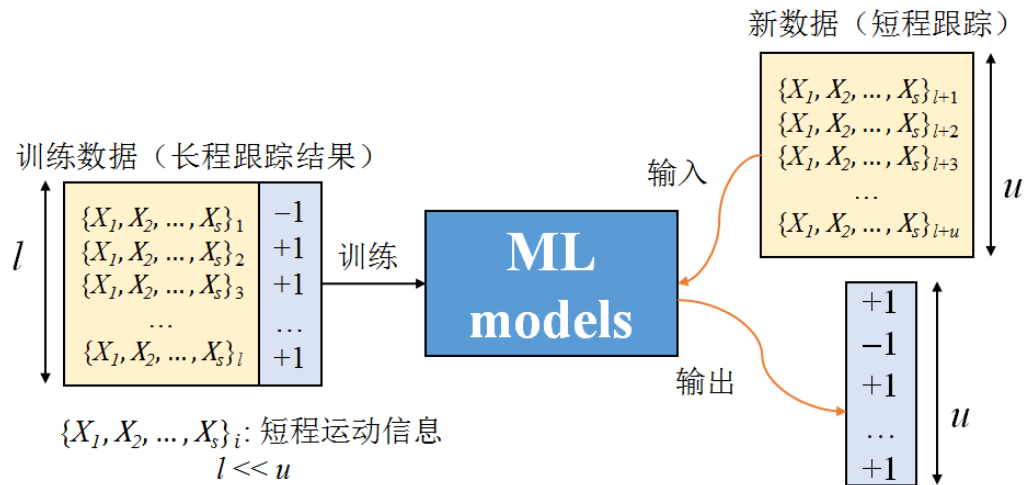 训练数据（长程跟踪结果）
l
{X1, X2, …, Xs}1 −1
{X1, X2, …, Xs}2 +1
{X1, X2, …, Xs}3 +1
… …
{X1, X2, …, Xs}l +1
{X1, X2, …, Xs}i: 短程运动信息
l << u
训练
ML
models
新数据（短程跟踪）
{X1, X2, …, Xs}l+1
{X1, X2, …, Xs}l+2
{X1, X2, …, Xs}l+3
…
{X1, X2, …, Xs}l+u
u
输入
输出
+1
−1
+1
…
+1
u